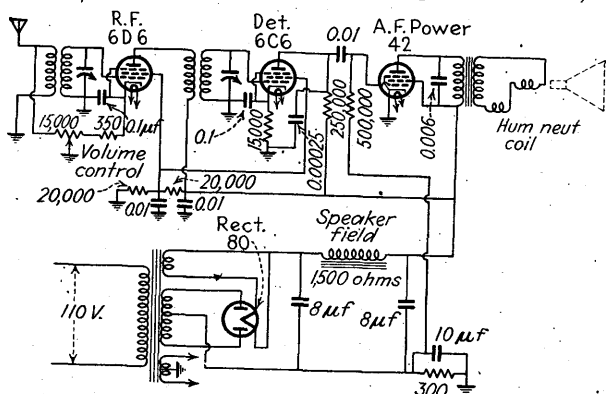 R.F.
6D6
Det.
6C6
0.01
A.F. Power
42
15,000
350
0.1μf
0.1
15,000
0.00025
250,000
500,000
0.006
Hum neut
coil
Volume
control
20,000
20,000
0.01
0.01
Rect.
80
Speaker
field
1,500 ohms
110 V.
8μf
8μf
10μf
300